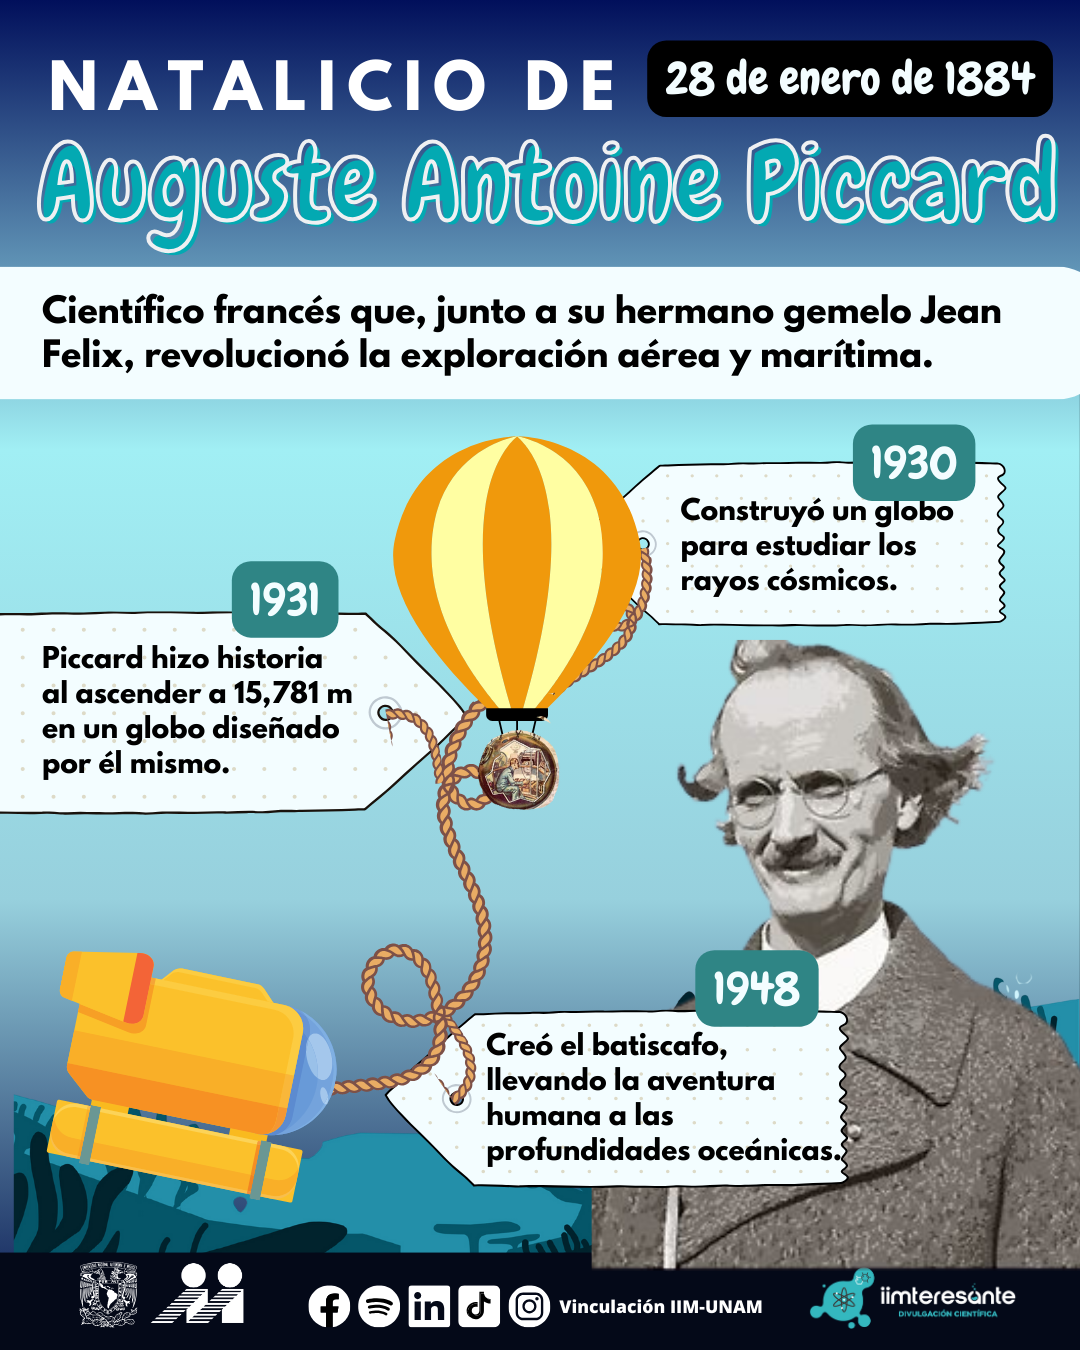 NATALICIO DE
28 de enero de 1884
Auguste Antoine Piccard
Científico francés que, junto a su hermano gemelo Jean
Felix, revolucionó la exploración aérea y marítima.
1930
Construyó un globo
para estudiar los
rayos cósmicos.
1931
Piccard hizo historia
al ascender a 15,781 m
en un globo diseñado
por él mismo.
1948
Creó el batiscafo,
llevando la aventura
humana a las
profundidades oceánicas.
Vinculación IIM-UNAM
iimteresante
DIVULGACIÓN CIENTÍFICA